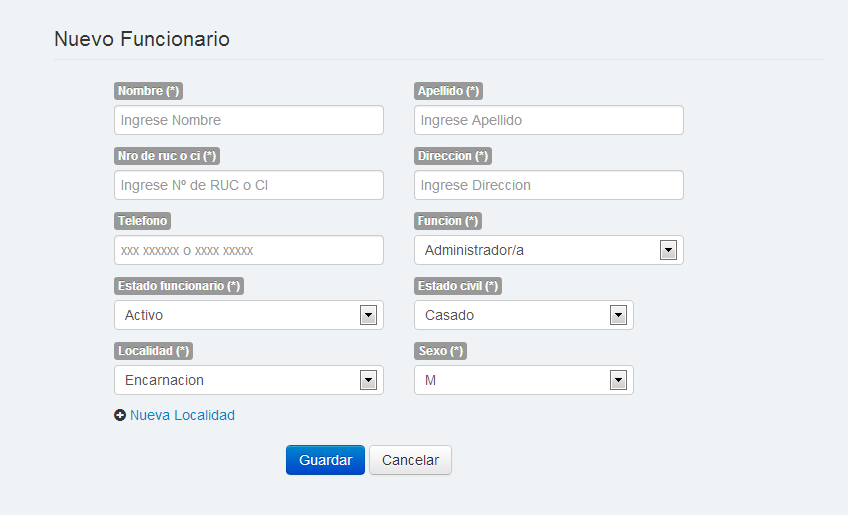 Nuevo Funcionario
Nombre (*) Apellido (*)
Ingrese Nombre Ingrese Apellido
Nro de ruc o ci (*) Direccion (*)
Ingrese Nº de RUC o CI Ingrese Direccion
Telefono Funcion (*)
xxx xxxxxx o xxxx xxxxx Administrador/a
Estado funcionario (*) Estado civil (*)
Activo Casado
Localidad (*) Sexo (*)
Encarnacion M
Nueva Localidad
Guardar Cancelar